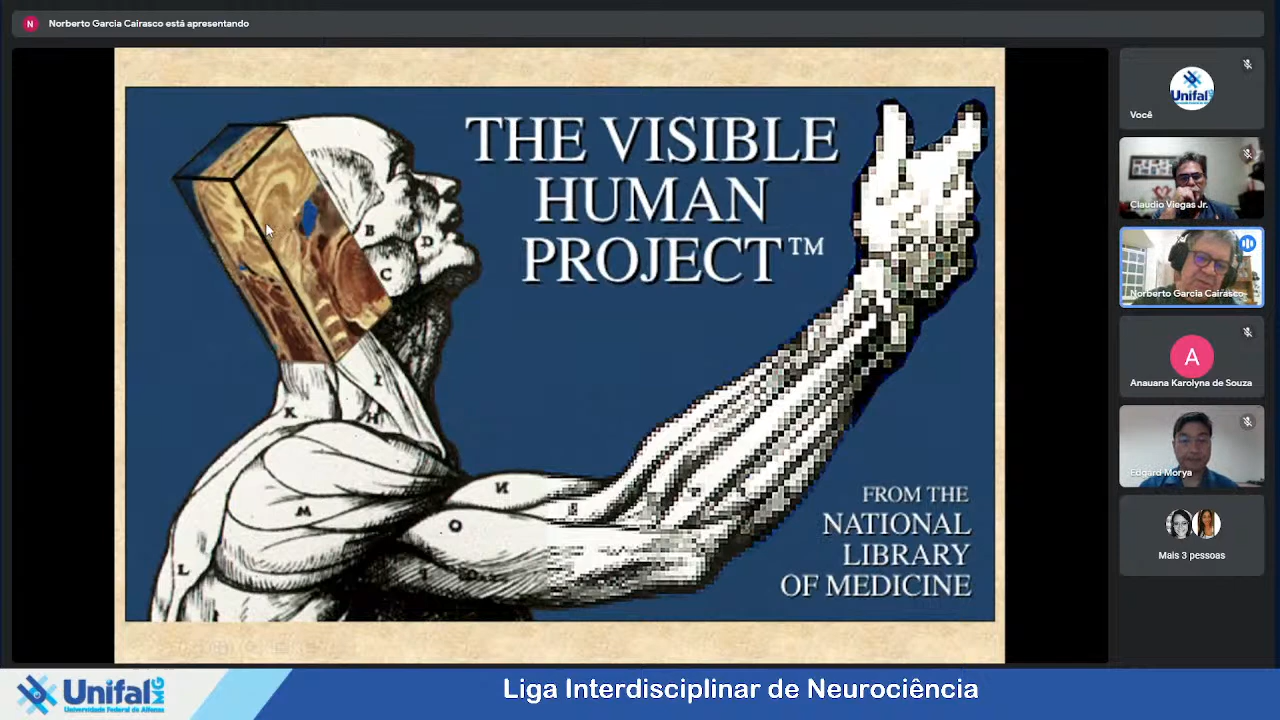 N
Norberto Garcia Cairasco está apresentando
THE VISIBLE
HUMAN
PROJECT™
FROM THE
NATIONAL
LIBRARY
OF MEDICINE
B
D
C
I
K
H
M
N
O
L
Unifal
Você
Claudio Viegas Jr.
Norberto Garcia Cairasco
A
Anauana Karolyna de Souza
Edgard Morya
Mais 3 pessoas
Unifal MG
Universidade Federal de Alfenas
Liga Interdisciplinar de Neurociência